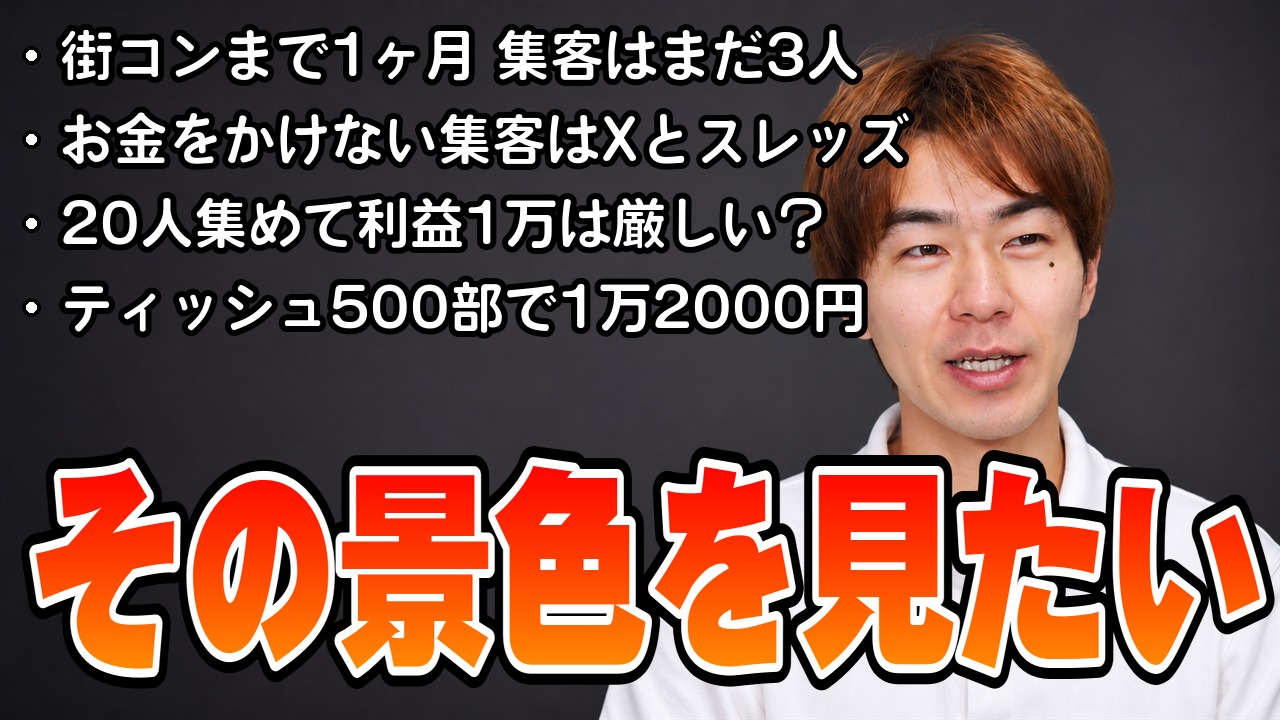 ・街コンまで1ヶ月 集客はまだ3人
・お金をかけない集客はXとスレッズ
・20人集めて利益1万は厳しい?
・ティッシュ500部で1万2000円
その景色を見たい